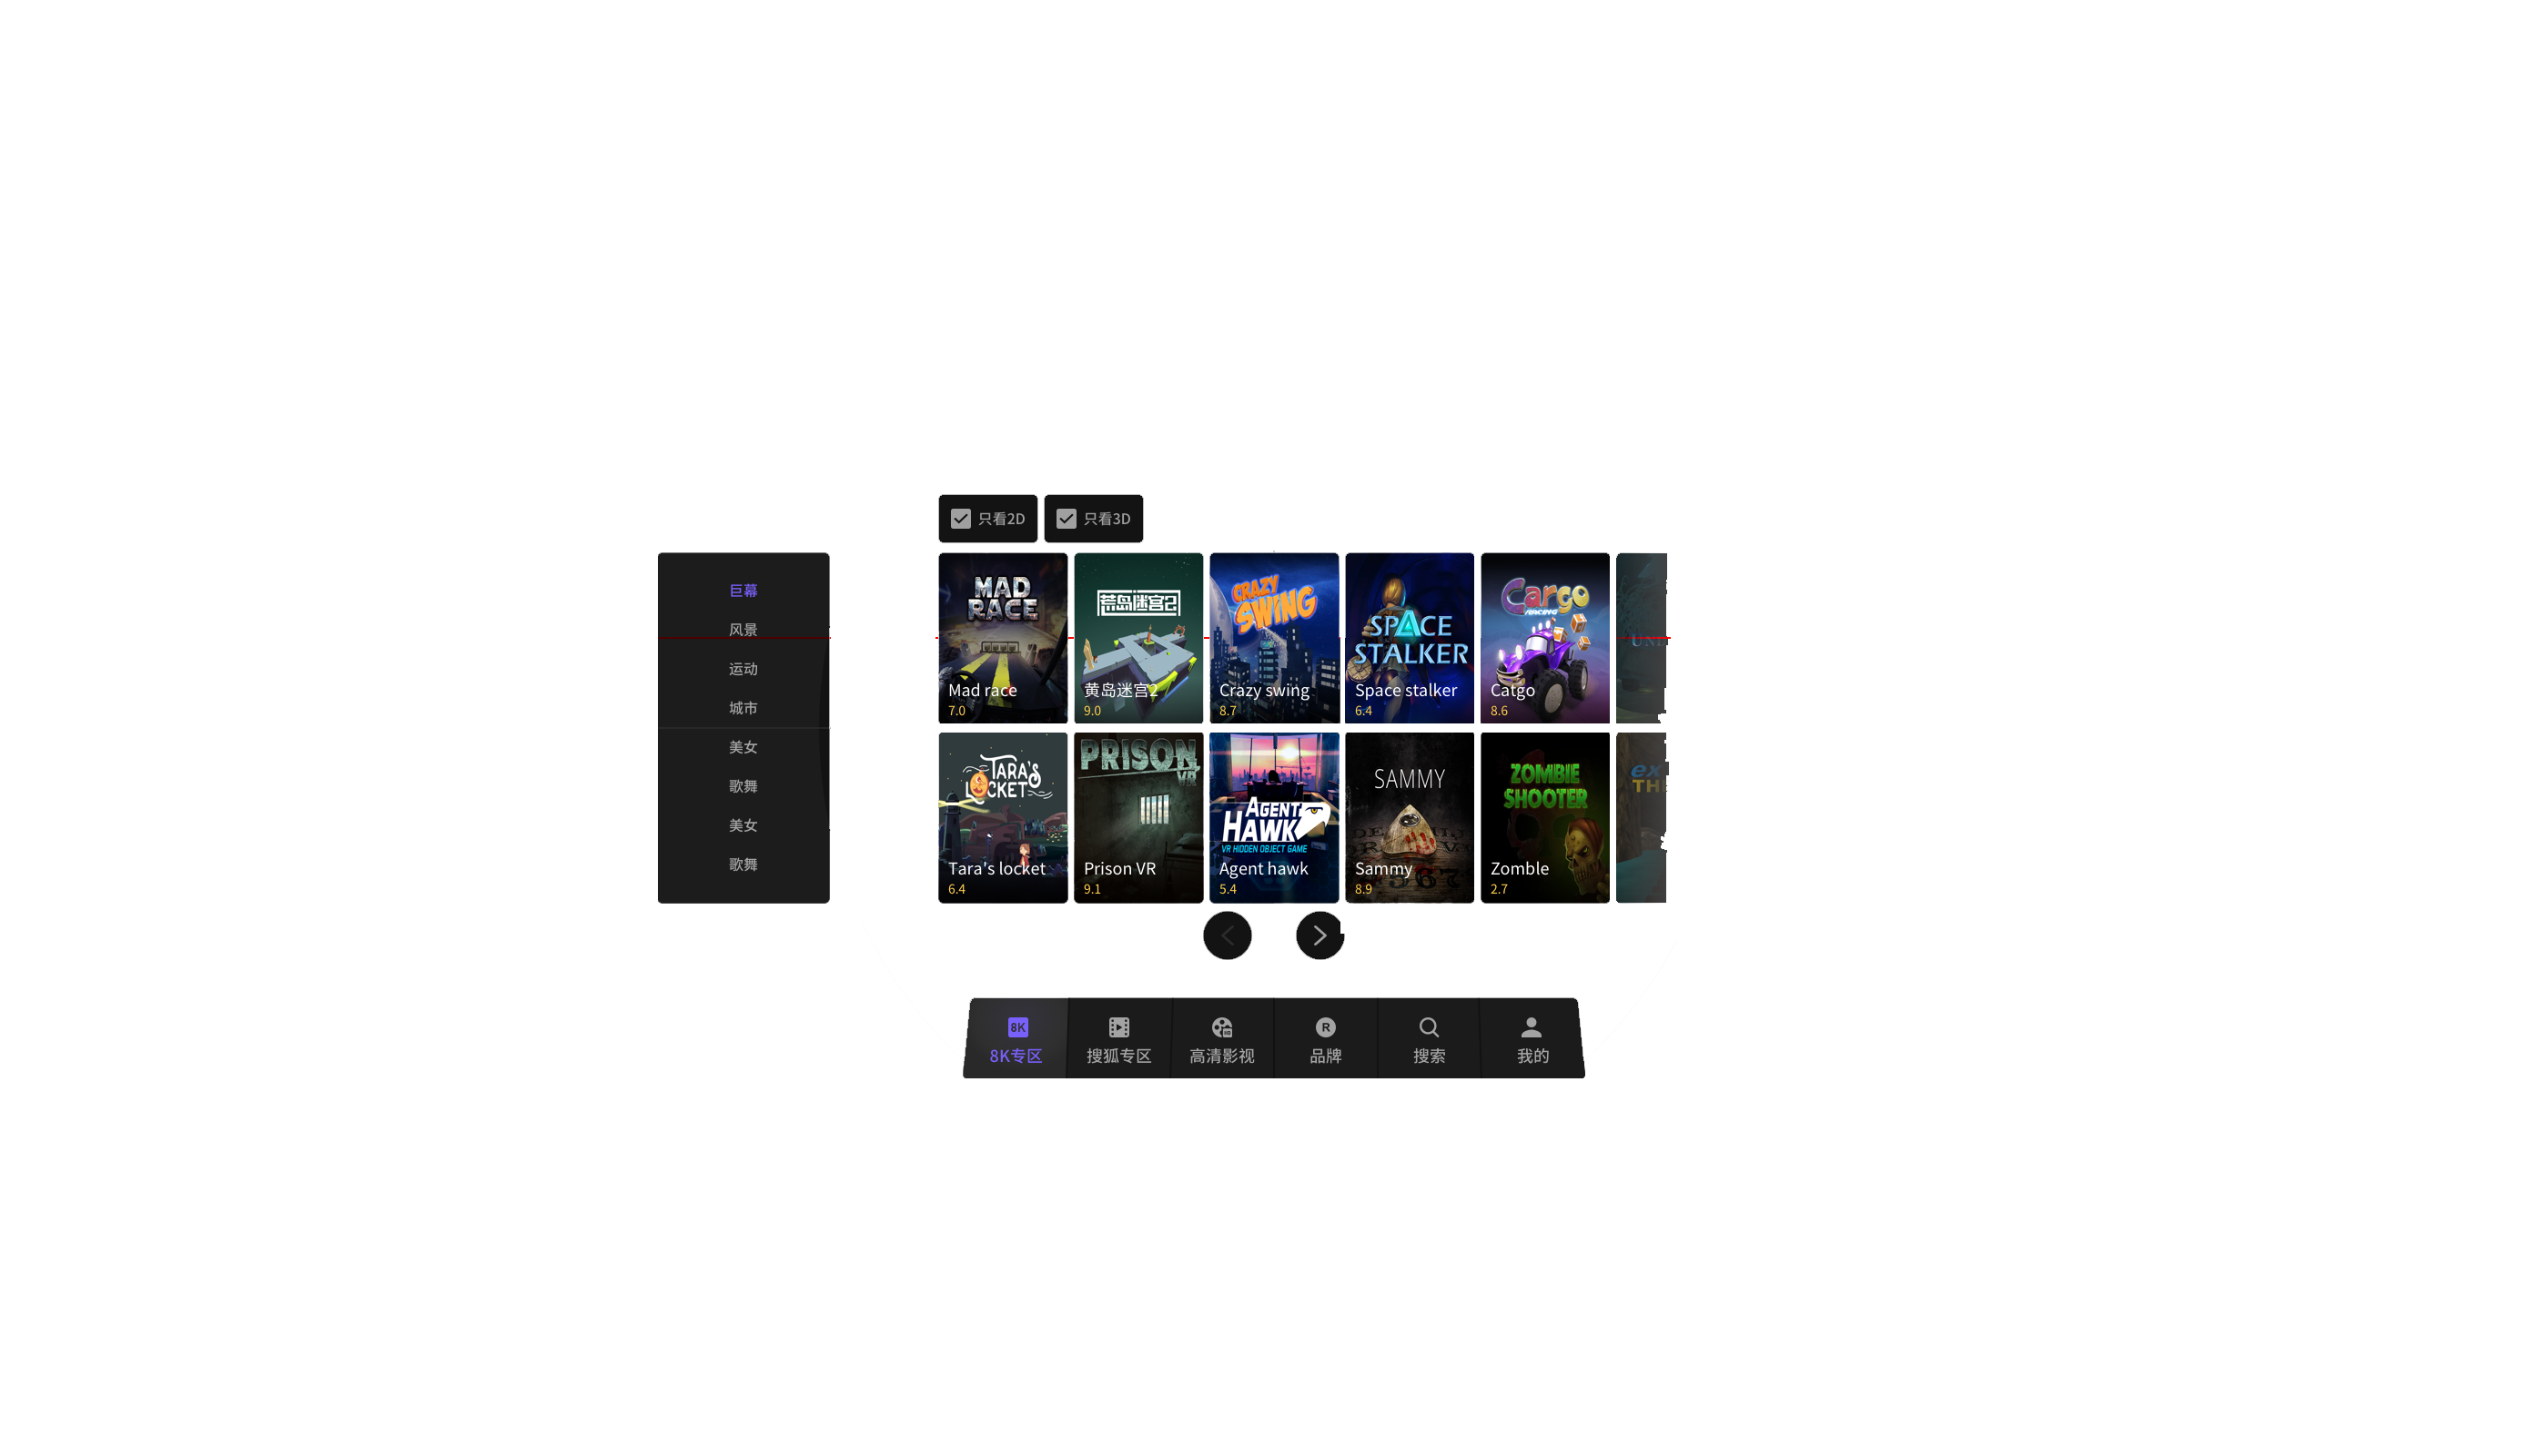 只看2D
只看3D
巨幕
风景
运动
城市
美女
歌舞
美女
歌舞
MAD
RACE
Mad race
7.0
荒岛迷宫2
黄岛迷宫2
9.0
CRAZY
SWING
Crazy swing
8.7
SPACE
STALKER
Space stalker
6.4
Cargo
RACING
Catgo
8.6
TARA'S
LOCKET
Tara's locket
6.4
PRISON
VR
Prison VR
9.1
AGENT
HAWK
VR HIDDEN OBJECT GAME
Agent hawk
5.4
SAMMY
Sammy
8.9
ZOMBIE
SHOOTER
Zomble
2.7
ex
TH
8K
8K专区
搜狐专区
高清影视
R
品牌
搜索
我的